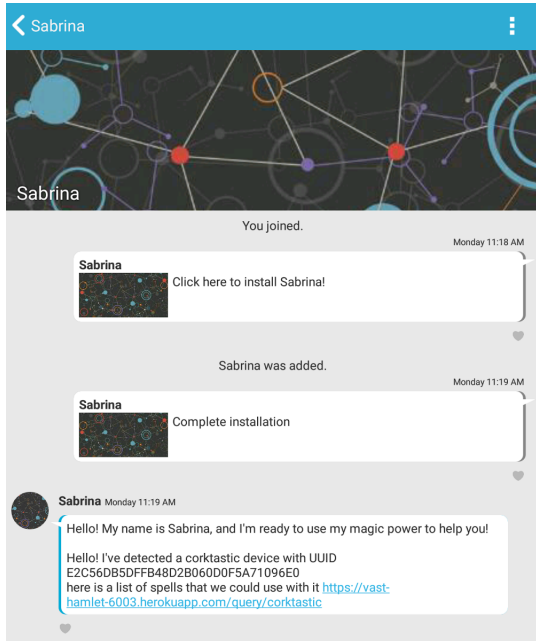 Sabrina
Sabrina
You joined.
Monday 11:18 AM
Sabrina
Click here to install Sabrina!
Sabrina was added.
Monday 11:19 AM
Sabrina
Complete installation
Sabrina Monday 11:19 AM
Hello! My name is Sabrina, and I'm ready to use my magic power to help you!
Hello! I've detected a corktastic device with UUID
E2C56DB5DFFB48D2B060D0F5A71096E0
here is a list of spells that we could use with it https://vast-
hamlet-6003.herokuapp.com/query/corktastic